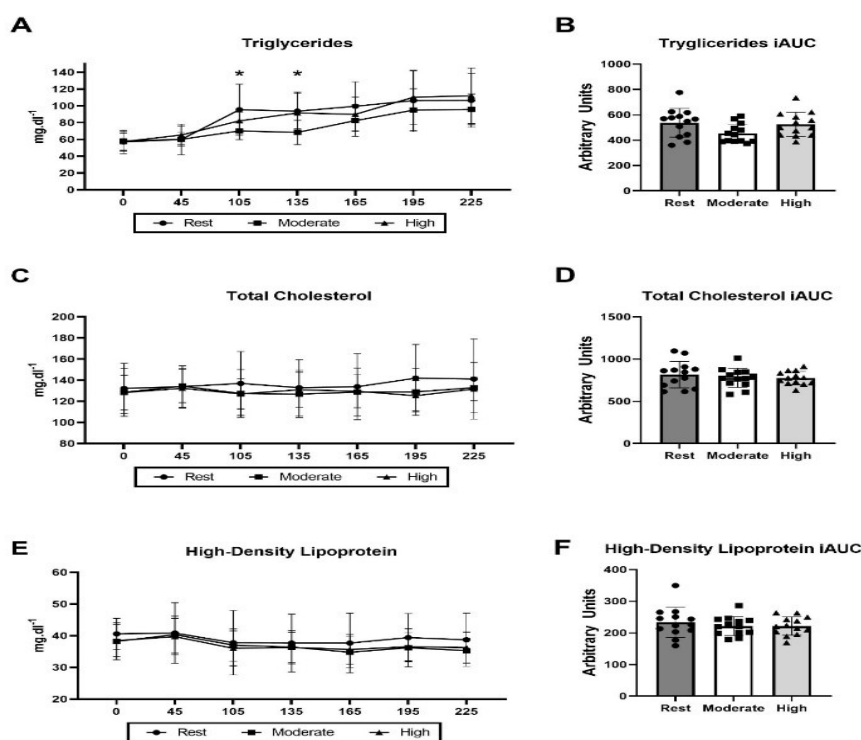 A
Triglycerides
mg.dl-1
140
120
100
80
60
40
20
0
* *
0 45 105 135 165 195 225
Rest Moderate High
B
Tryglicerides iAUC
Arbitrary Units
1000
800
600
400
200
0
Rest Moderate High
C
Total Cholesterol
mg.dl-1
200
180
160
140
120
100
80
0 45 105 135 165 195 225
Rest Moderate High
D
Total Cholesterol iAUC
Arbitrary Units
1500
1000
500
0
Rest Moderate High
E
High-Density Lipoprotein
mg.dl-1
60
50
40
30
20
0 45 105 135 165 195 225
Rest Moderate High
F
High-Density Lipoprotein iAUC
Arbitrary Units
400
300
200
100
0
Rest Moderate High